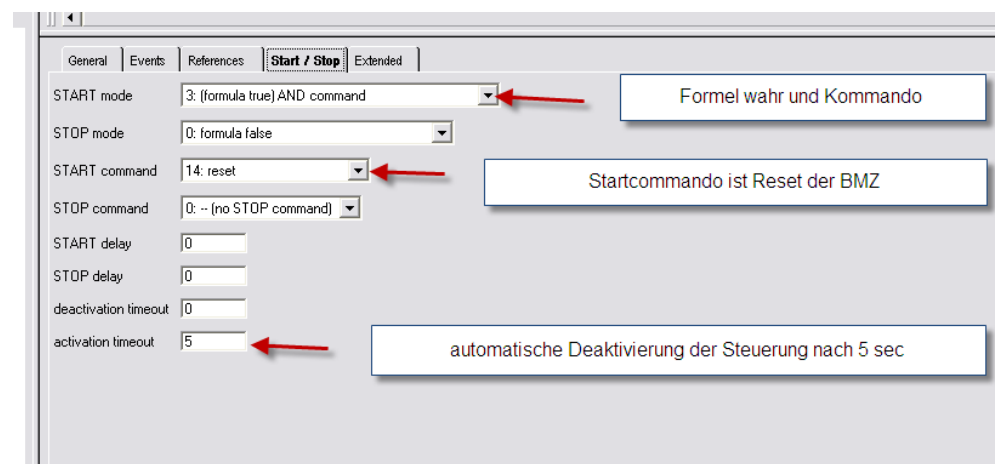 General Events References Start / Stop Extended
START mode 3: (formula true) AND command
Formel wahr und Kommando
STOP mode 0: formula false
START command 14: reset
Startcommando ist Reset der BMZ
STOP command 0: -- (no STOP command)
START delay 0
STOP delay 0
deactivation timeout 0
activation timeout 5
automatische Deaktivierung der Steuerung nach 5 sec